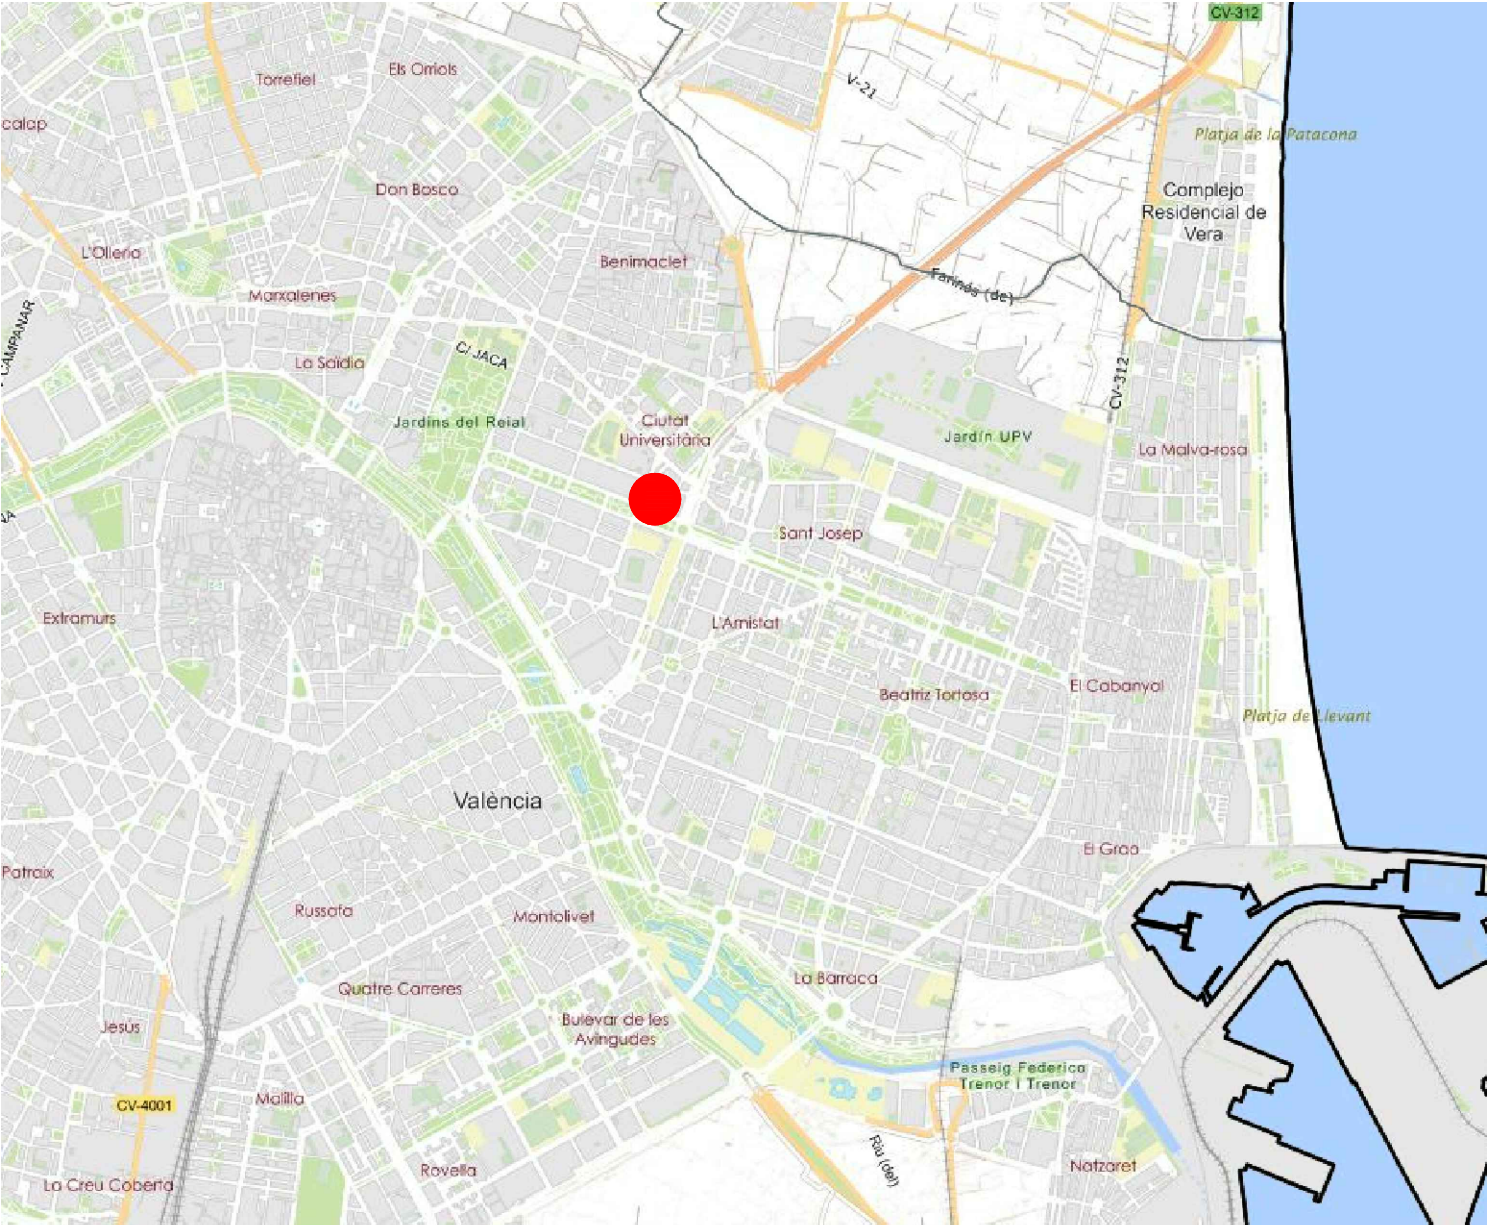 CV-312
Els Orriols
Torrefiel
V-21
calap
Platja de la Patacona
Don Bosco
Complejo
Residencial de
Vera
L'Olleria
Benimaclet
Farinós (de)
Marxalenes
CAMPANAR
C/ JACA
La Saïdia
CV-312
Jardins del Reial
Ciutat
Universitària
Jardín UPV
La Malva-rosa
Sant Josep
Extramurs
L'Amistat
El Cabanyal
Beatriz Tortosa
Platja de Llevant
València
El Grao
Patraix
Russafa
Montolivet
La Barraca
Quatre Carreres
Bulevar de les
Avingudes
Jesús
Passeig Federico
Trenor i Trenor
Malilla
CV-4001
Riu (del)
Rovella
Natzaret
La Creu Coberta